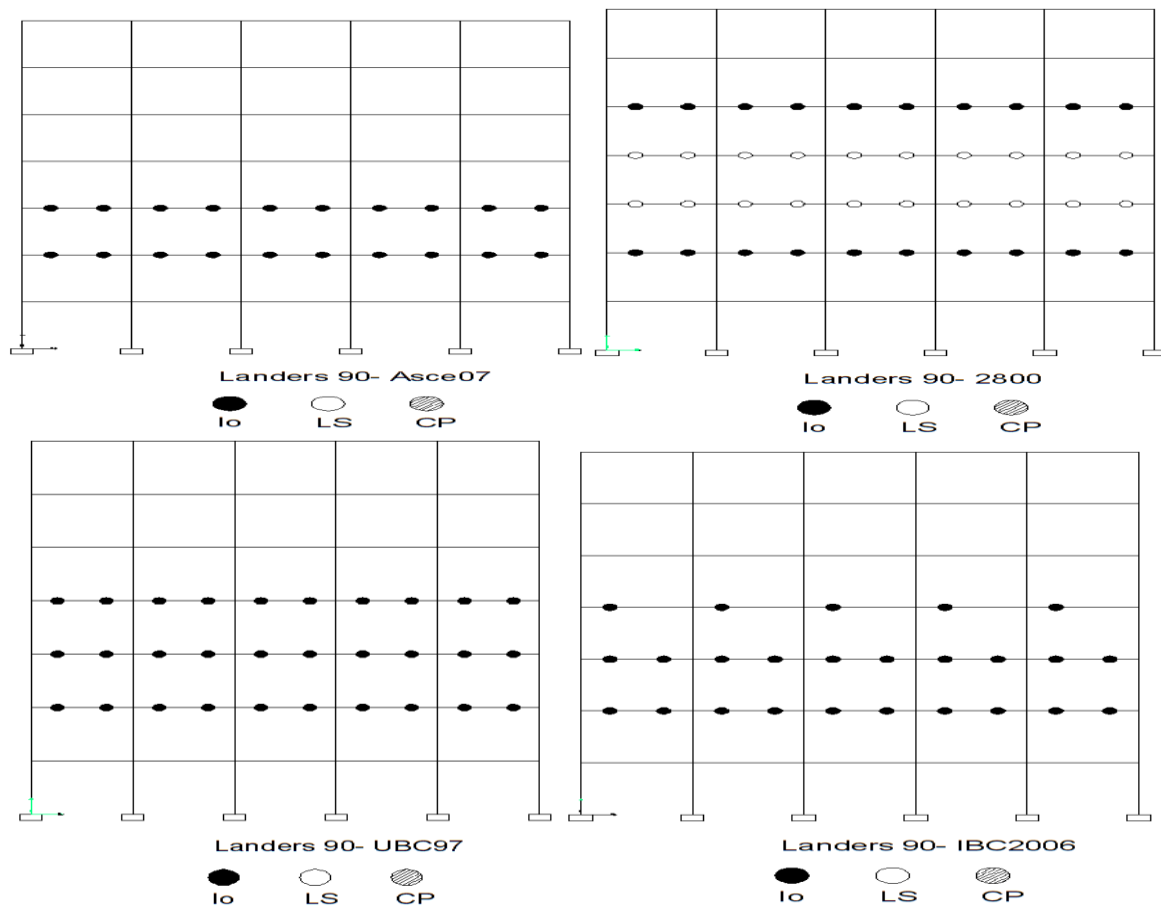 Landers 90- Asce07
Io LS CP
Landers 90- 2800
Io LS CP
Landers 90- UBC97
Io LS CP
Landers 90- IBC2006
Io LS CP